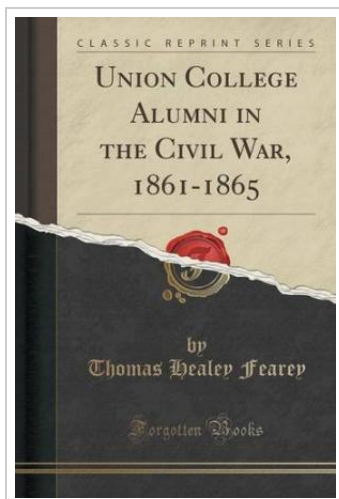 CLASSIC REPRINT SERIES
UNION COLLEGE
ALUMNI IN
THE CIVIL WAR,
1861-1865
by
Thomas Healey Fearey
Forgotten Books